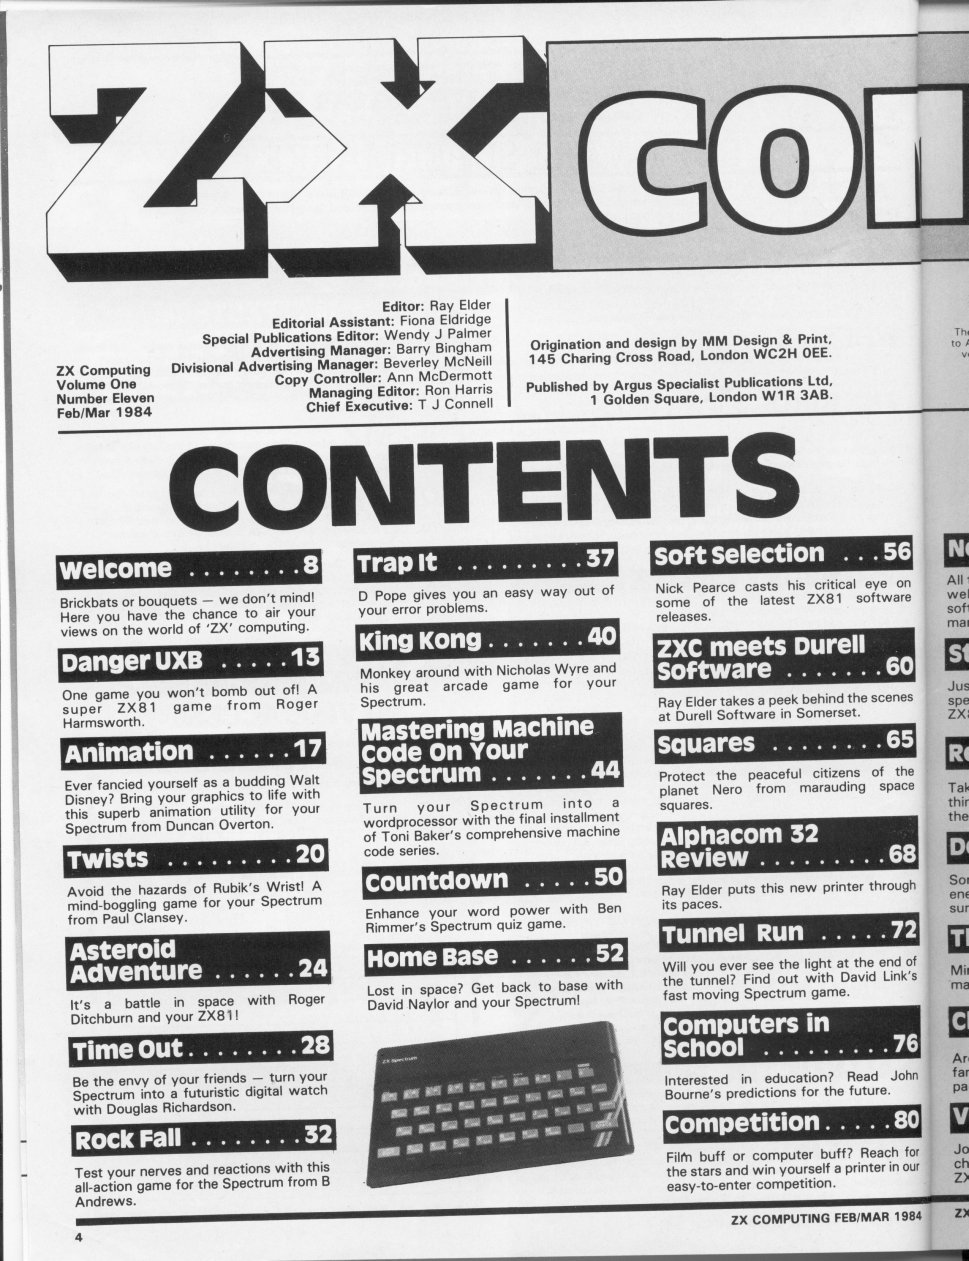 ZX com
ZX Computing
Volume One
Number Eleven
Feb/Mar 1984
Editor: Ray Elder
Editorial Assistant: Fiona Eldridge
Special Publications Editor: Wendy J Palmer
Advertising Manager: Barry Bingham
Divisional Advertising Manager: Beverley McNeill
Copy Controller: Ann McDermott
Managing Editor: Ron Harris
Chief Executive: T J Connell
Origination and design by MM Design & Print,
145 Charing Cross Road, London WC2H 0EE.
Published by Argus Specialist Publications Ltd,
1 Golden Square, London W1R 3AB.
CONTENTS
Welcome ........8
Brickbats or bouquets — we don't mind!
Here you have the chance to air your
views on the world of 'ZX' computing.
Danger UXB .....13
One game you won't bomb out of! A
super ZX81 game from Roger
Harmsworth.
Animation ......17
Ever fancied yourself as a budding Walt
Disney? Bring your graphics to life with
this superb animation utility for your
Spectrum from Duncan Overton.
Twists .........20
Avoid the hazards of Rubik's Wrist! A
mind-boggling game for your Spectrum
from Paul Clansey.
Asteroid
Adventure ......24
It's a battle in space with Roger
Ditchburn and your ZX81!
Time Out........28
Be the envy of your friends — turn your
Spectrum into a futuristic digital watch
with Douglas Richardson.
Rock Fall ........32
Test your nerves and reactions with this
all-action game for the Spectrum from B
Andrews.
Trap It .........37
D Pope gives you an easy way out of
your error problems.
King Kong .......40
Monkey around with Nicholas Wyre and
his great arcade game for your
Spectrum.
Mastering Machine
Code On Your
Spectrum .......44
Turn your Spectrum into a
wordprocessor with the final installment
of Toni Baker's comprehensive machine
code series.
Countdown .....50
Enhance your word power with Ben
Rimmer's Spectrum quiz game.
Home Base ......52
Lost in space? Get back to base with
David Naylor and your Spectrum!
ZX Spectrum
Soft Selection ...56
Nick Pearce casts his critical eye on
some of the latest ZX81 software
releases.
ZXC meets Durell
Software .......60
Ray Elder takes a peek behind the scenes
at Durell Software in Somerset.
Squares ........65
Protect the peaceful citizens of the
planet Nero from marauding space
squares.
Alphacom 32
Review .........68
Ray Elder puts this new printer through
its paces.
Tunnel Run .....72
Will you ever see the light at the end of
the tunnel? Find out with David Link's
fast moving Spectrum game.
Computers in
School .........76
Interested in education? Read John
Bourne's predictions for the future.
Competition.....80
Film buff or computer buff? Reach for
the stars and win yourself a printer in our
easy-to-enter competition.
ZX COMPUTING FEB/MAR 1984
4